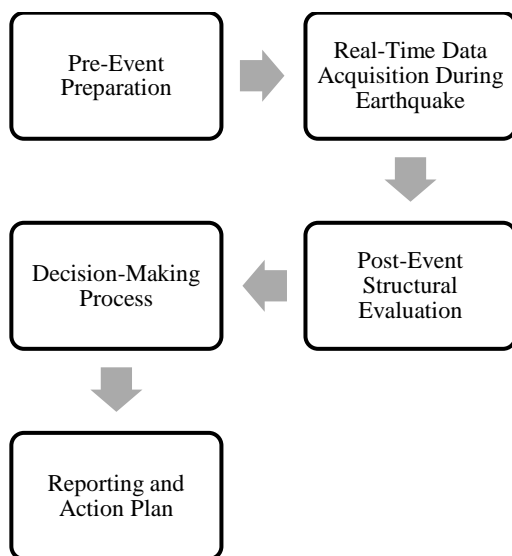 Pre-Event
Preparation
Real-Time Data
Acquisition During
Earthquake
Post-Event
Structural
Evaluation
Decision-Making
Process
Reporting and
Action Plan